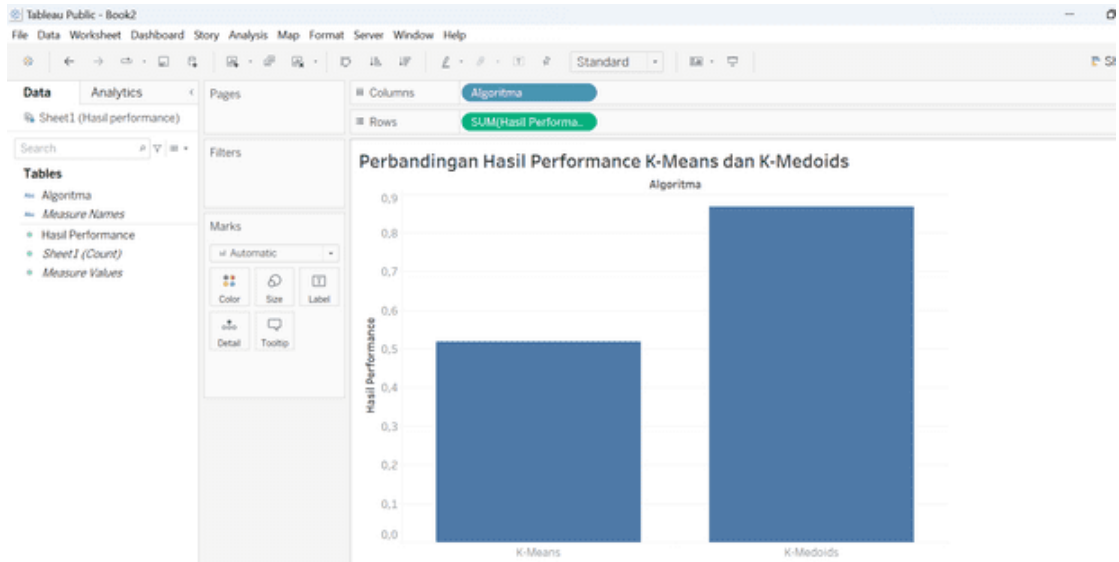 Tableau Public - Book2
File Data Worksheet Dashboard Story Analysis Map Format Server Window Help
Standard
Data Analytics
Sheet1 (Hasil performance)
Search
Tables
Abc Algoritma
Abc Measure Names
Hasil Performance
Sheet1 (Count)
Measure Values
Pages
Filters
Marks
Automatic
Color Size Label
Detail Tooltip
Columns Algoritma
Rows SUM(Hasil Performa..
Perbandingan Hasil Performance K-Means dan K-Medoids
Algoritma
Hasil Performance
0,9
0,8
0,7
0,6
0,5
0,4
0,3
0,2
0,1
0,0
K-Means K-Medoids